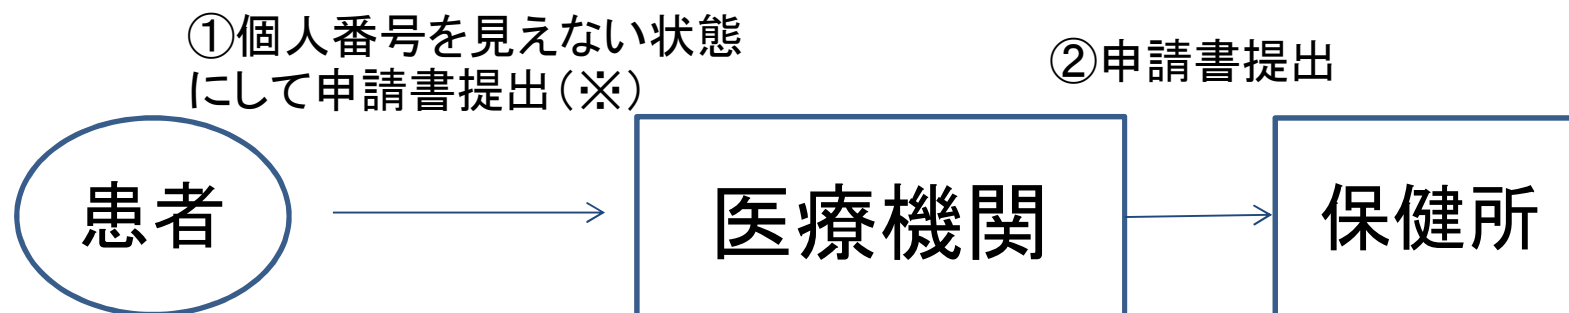 ①個人番号を見えない状態
にして申請書提出（※）
②申請書提出
患者
医療機関
保健所